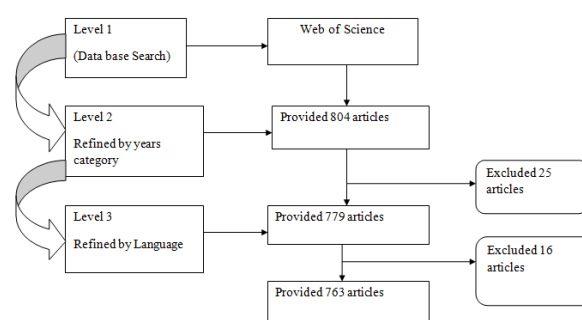 Level 1
(Data base Search)
Web of Science
Level 2
Refined by years
category
Provided 804 articles
Excluded 25
articles
Level 3
Refined by Language
Provided 779 articles
Excluded 16
articles
Provided 763 articles